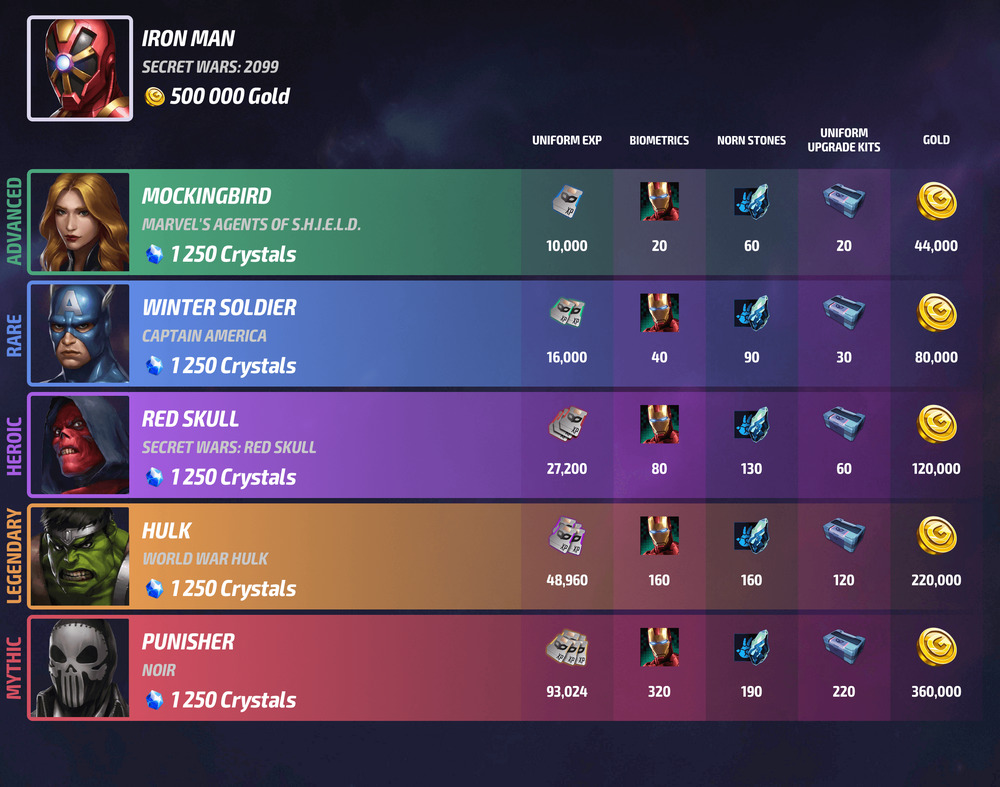 IRON MAN
SECRET WARS: 2099
500 000 Gold
UNIFORM EXP
BIOMETRICS
NORN STONES
UNIFORM
UPGRADE KITS
GOLD
ADVANCED
MOCKINGBIRD
MARVEL'S AGENTS OF S.H.I.E.L.D.
1 250 Crystals
10,000
20
60
20
44,000
RARE
WINTER SOLDIER
CAPTAIN AMERICA
1 250 Crystals
16,000
40
90
30
80,000
HEROIC
RED SKULL
SECRET WARS: RED SKULL
1 250 Crystals
27,200
80
130
60
120,000
LEGENDARY
HULK
WORLD WAR HULK
1 250 Crystals
48,960
160
160
120
220,000
MYTHIC
PUNISHER
NOIR
1 250 Crystals
93,024
320
190
220
360,000